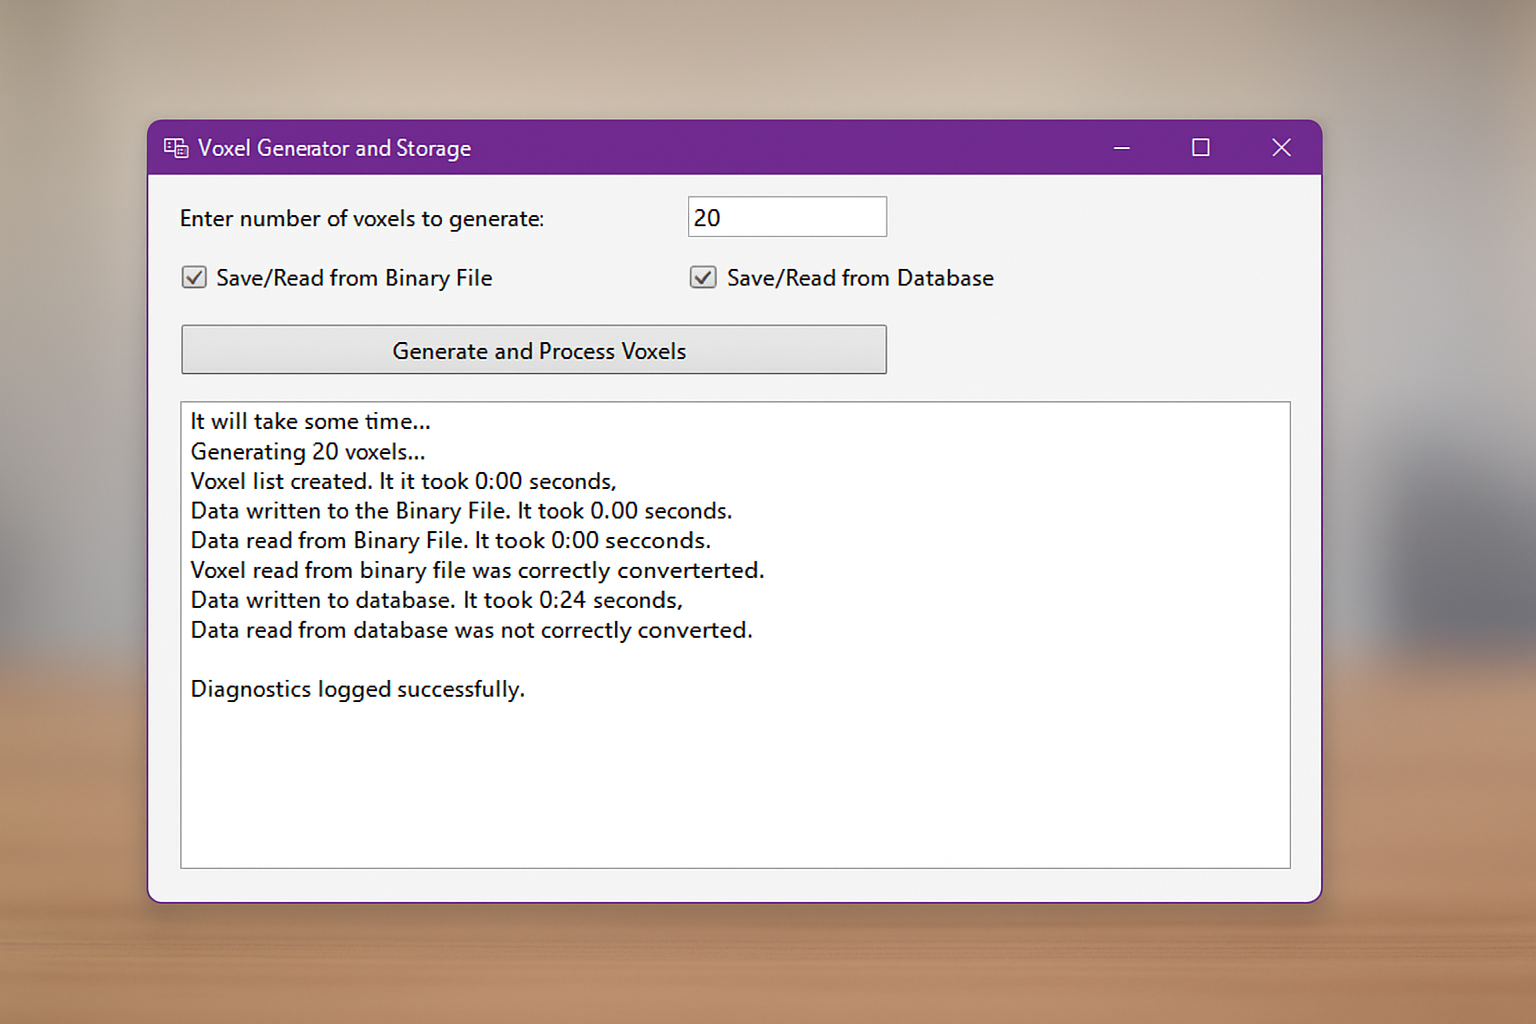 Voxel Generator and Storage
Enter number of voxels to generate: 20
Save/Read from Binary File Save/Read from Database
Generate and Process Voxels
It will take some time...
Generating 20 voxels...
Voxel list created. It it took 0:00 seconds,
Data written to the Binary File. It took 0.00 seconds.
Data read from Binary File. It took 0:00 secconds.
Voxel read from binary file was correctly converterted.
Data written to database. It took 0:24 seconds,
Data read from database was not correctly converted.
Diagnostics logged successfully.